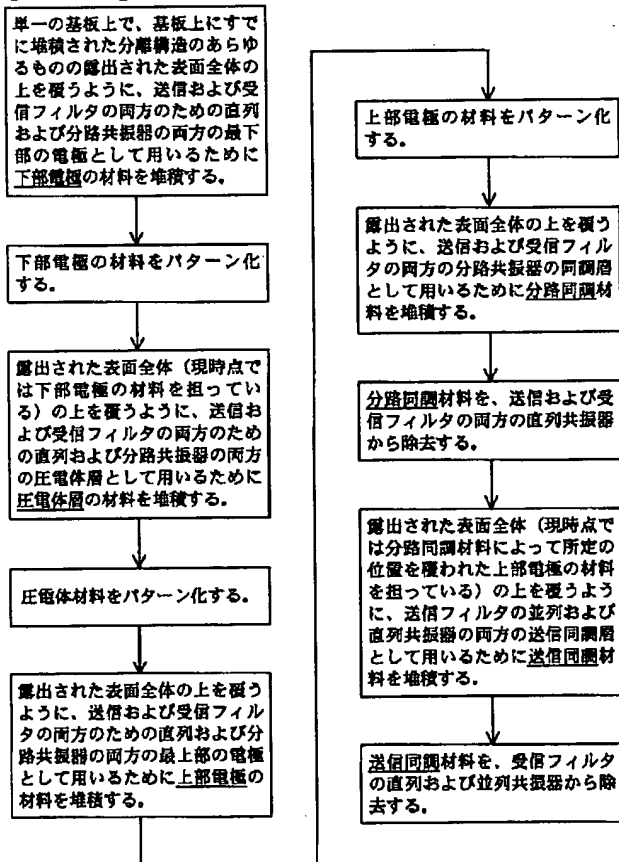 単一の基板上で、基板上にすで
に堆積された分離構造のあらゆ
るものの露出された表面全体の
上を覆うように、送信および受
信フィルタの両方のための直列
および分路共振器の両方の最下
部の電極として用いるために
下部電極の材料を堆積する。
下部電極の材料をパターン化
する。
露出された表面全体（現時点で
は下部電極の材料を担ってい
る）の上を覆うように、送信お
よび受信フィルタの両方のため
の直列および分路共振器の両方
の圧電体層として用いるために
圧電体層の材料を堆積する。
圧電体材料をパターン化する。
露出された表面全体の上を覆う
ように、送信および受信フィル
タの両方のための直列および分
路共振器の両方の最上部の電極
として用いるために上部電極の
材料を堆積する。
上部電極の材料をパターン化
する。
露出された表面全体の上を覆う
ように、送信および受信フィル
タの両方の分路共振器の同調層
として用いるために分路同調材
料を堆積する。
分路同調材料を、送信および受
信フィルタの両方の直列共振器
から除去する。
露出された表面全体（現時点で
は分路同調材料によって所定の
位置を覆われた上部電極の材料
を担っている）の上を覆うよう
に、送信フィルタの並列および
直列共振器の両方の送信同調層
として用いるために送信同調材
料を堆積する。
送信同調材料を、受信フィルタ
の直列および並列共振器から除
去する。